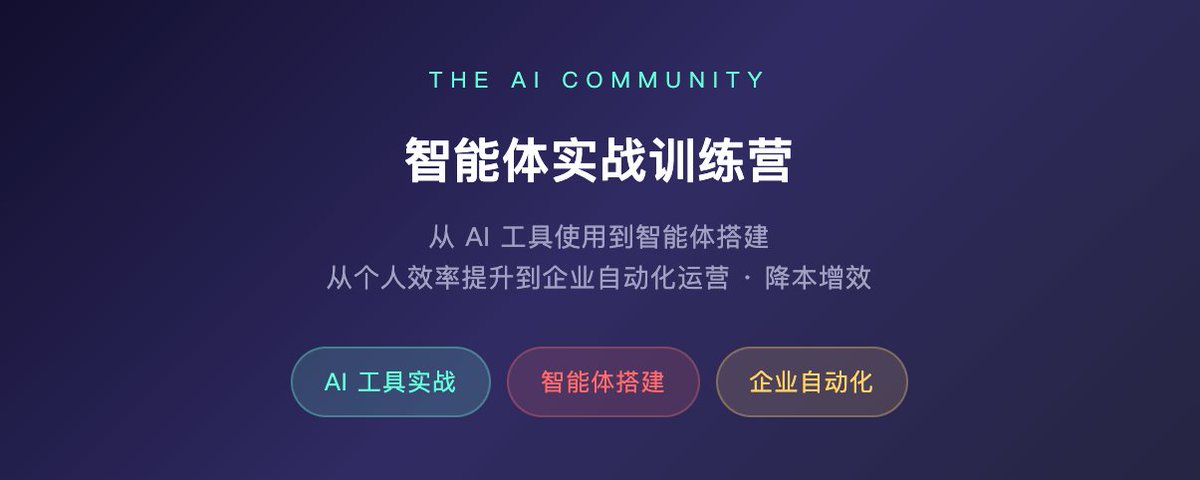 THE AI COMMUNITY
智能体实战训练营
从 AI 工具使用到智能体搭建
从个人效率提升到企业自动化运营 · 降本增效
AI 工具实战
智能体搭建
企业自动化